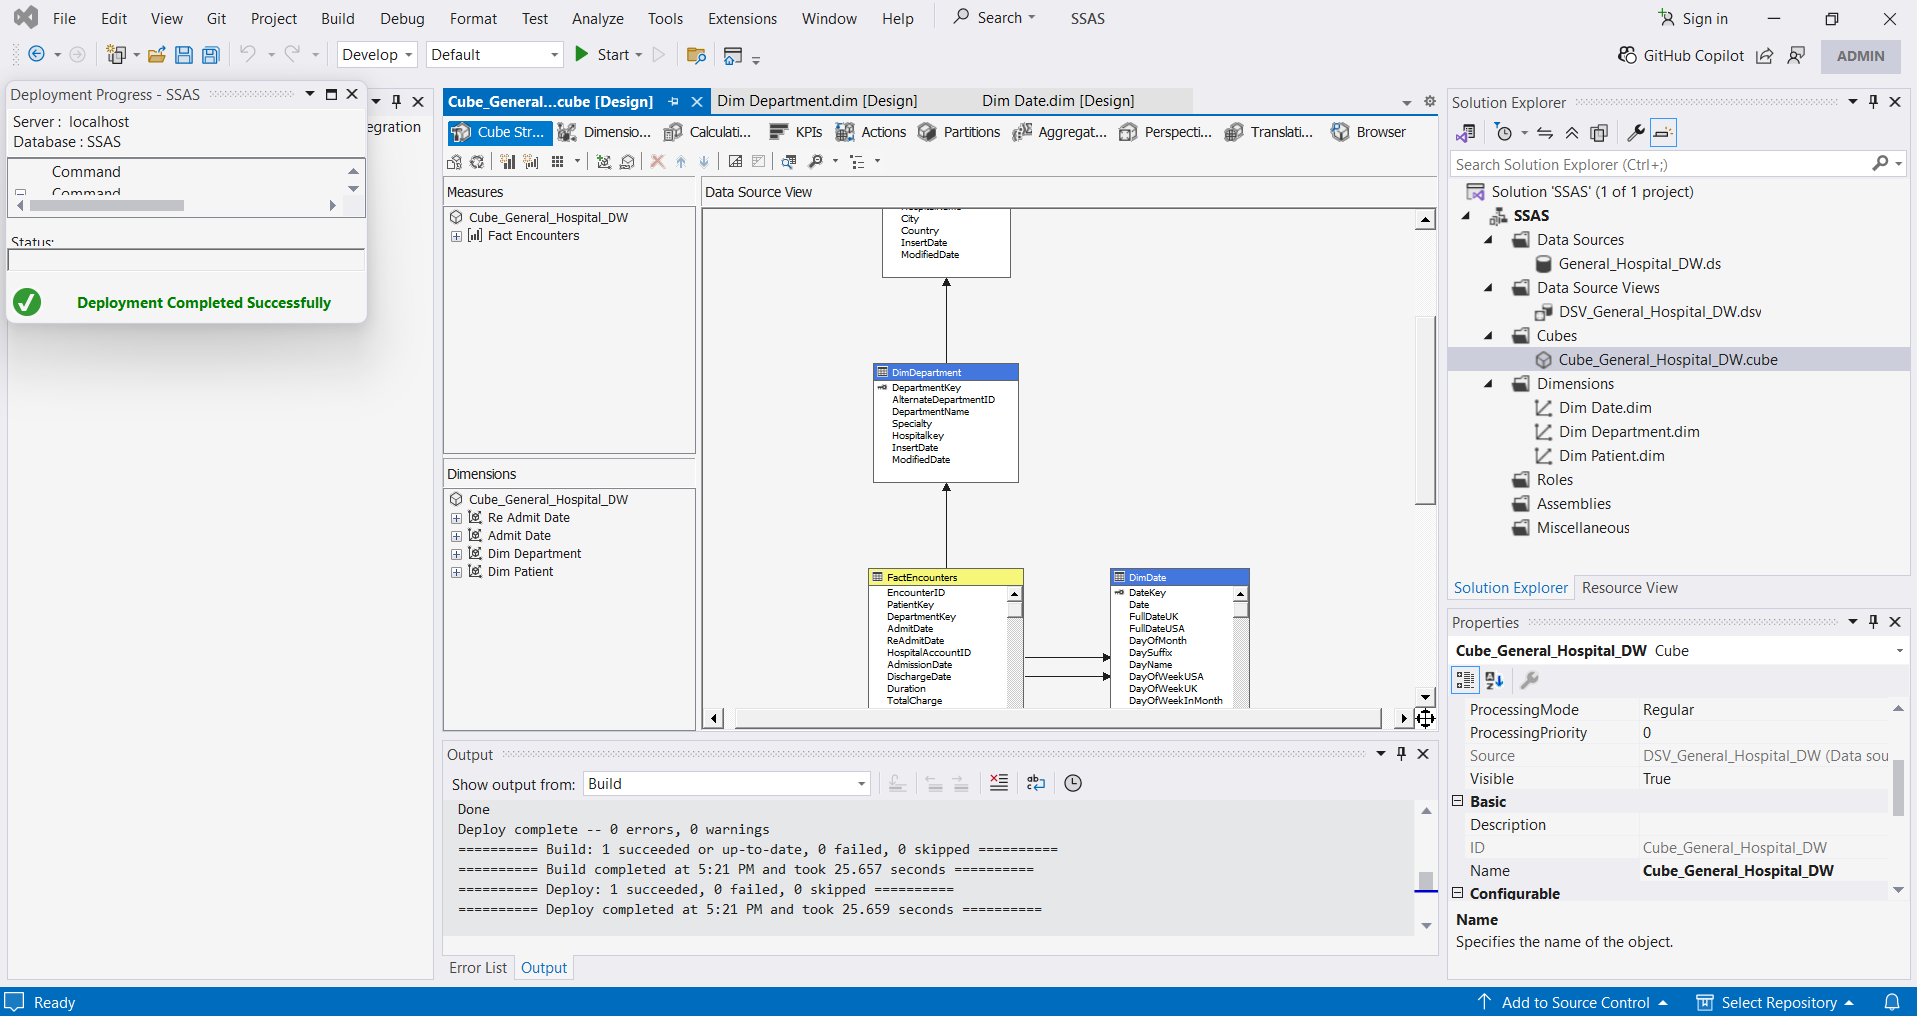 File Edit View Git Project Build Debug Format Test Analyze Tools Extensions Window Help Search SSAS Sign in
Develop Default Start GitHub Copilot ADMIN
Deployment Progress - SSAS
Server : localhost
Database : SSAS
Command
Command
Status:
Deployment Completed Successfully
egration
Cube_General...cube [Design] Dim Department.dim [Design] Dim Date.dim [Design]
Cube Str... Dimensio... Calculati... KPIs Actions Partitions Aggregat... Perspecti... Translati... Browser
Measures
Cube_General_Hospital_DW
Fact Encounters
Dimensions
Cube_General_Hospital_DW
Re Admit Date
Admit Date
Dim Department
Dim Patient
Data Source View
HospitalName
City
Country
InsertDate
ModifiedDate
DimDepartment
DepartmentKey
AlternateDepartmentID
DepartmentName
Specialty
Hospitalkey
InsertDate
ModifiedDate
FactEncounters
EncounterID
PatientKey
DepartmentKey
AdmitDate
ReAdmitDate
HospitalAccountID
AdmissionDate
DischargeDate
Duration
TotalCharge
DimDate
DateKey
Date
FullDateUK
FullDateUSA
DayOfMonth
DaySuffix
DayName
DayOfWeekUSA
DayOfWeekUK
DayOfWeekInMonth
Output
Show output from: Build
Done
Deploy complete -- 0 errors, 0 warnings
========== Build: 1 succeeded or up-to-date, 0 failed, 0 skipped ==========
========== Build completed at 5:21 PM and took 25.657 seconds ==========
========== Deploy: 1 succeeded, 0 failed, 0 skipped ==========
========== Deploy completed at 5:21 PM and took 25.659 seconds ==========
Error List Output
Solution Explorer
Search Solution Explorer (Ctrl+;)
Solution 'SSAS' (1 of 1 project)
SSAS
Data Sources
General_Hospital_DW.ds
Data Source Views
DSV_General_Hospital_DW.dsv
Cubes
Cube_General_Hospital_DW.cube
Dimensions
Dim Date.dim
Dim Department.dim
Dim Patient.dim
Roles
Assemblies
Miscellaneous
Solution Explorer Resource View
Properties
Cube_General_Hospital_DW Cube
ProcessingMode Regular
ProcessingPriority 0
Source DSV_General_Hospital_DW (Data sou
Visible True
Basic
Description
ID Cube_General_Hospital_DW
Name Cube_General_Hospital_DW
Configurable
Name
Specifies the name of the object.
Ready Add to Source Control Select Repository